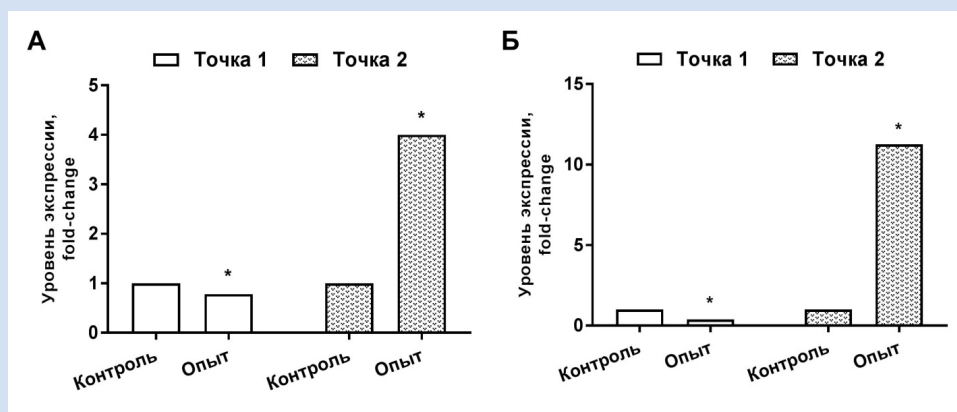 А
Точка 1 Точка 2
Уровень экспрессии,
fold-change
5
4
3
2
1
0
*
*
Контроль Опыт Контроль Опыт
Б
Точка 1 Точка 2
Уровень экспрессии,
fold-change
15
10
5
0
*
*
Контроль Опыт Контроль Опыт